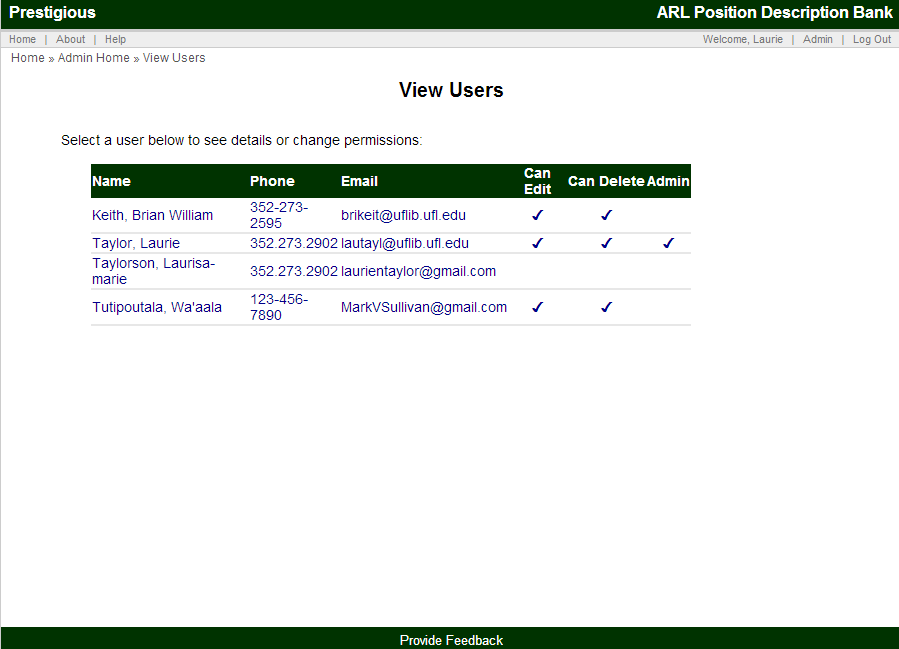 Prestigious ARL Position Description Bank
Home | About | Help Welcome, Laurie | Admin | Log Out
Home » Admin Home » View Users
View Users
Select a user below to see details or change permissions:
Name Phone Email Can Edit Can Delete Admin
Keith, Brian William 352-273-2595 brikeit@uflib.ufl.edu ✓ ✓
Taylor, Laurie 352.273.2902 lautayl@uflib.ufl.edu ✓ ✓ ✓
Taylorson, Laurisa-marie 352.273.2902 laurientaylor@gmail.com
Tutipoutala, Wa'aala 123-456-7890 MarkVSullivan@gmail.com ✓ ✓
Provide Feedback